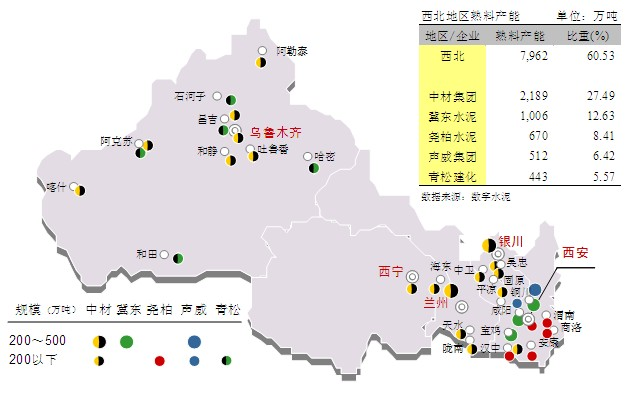 西北地区熟料产能 单位：万吨
地区/企业 熟料产能 比重(%)
西北 7,962 60.53
中材集团 2,189 27.49
冀东水泥 1,006 12.63
尧柏水泥 670 8.41
声威集团 512 6.42
青松建化 443 5.57
数据来源：数字水泥
阿勒泰
石河子
昌吉
乌鲁木齐
阿克苏
和静
吐鲁番
哈密
喀什
和田
银川
西安
西宁
海东
中卫
吴忠
兰州
平凉
固原
铜川
咸阳
渭南
商洛
天水
宝鸡
陇南
汉中
安康
规模（万吨） 中材 冀东 尧柏 声威 青松
200～500
200以下